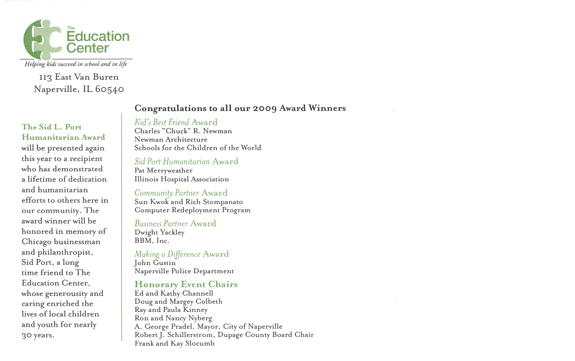 The
Education
Center
Helping kids succeed in school and in life
113 East Van Buren
Naperville, IL 60540
The Sid L. Port
Humanitarian Award
will be presented again
this year to a recipient
who has demonstrated
a lifetime of dedication
and humanitarian
efforts to others here in
our community. The
award winner will be
honored in memory of
Chicago businessman
and philanthropist,
Sid Port, a long
time friend to The
Education Center,
whose generousity and
caring enriched the
lives of local children
and youth for nearly
30 years.
Congratulations to all our 2009 Award Winners
Kid's Best Friend Award
Charles "Chuck" R. Newman
Newman Architecture
Schools for the Children of the World
Sid Port Humanitarian Award
Pat Merryweather
Illinois Hospital Association
Community Partner Award
Sun Kwok and Rich Stompanato
Computer Redeployment Program
Business Partner Award
Dwight Yackley
BBM, Inc.
Making a Difference Award
John Gustin
Naperville Police Department
Honorary Event Chairs
Ed and Kathy Channell
Doug and Margey Colbeth
Ray and Paula Kinney
Ron and Nancy Nyberg
A. George Pradel, Mayor, City of Naperville
Robert J. Schillerstrom, Dupage County Board Chair
Frank and Kay Slocumb